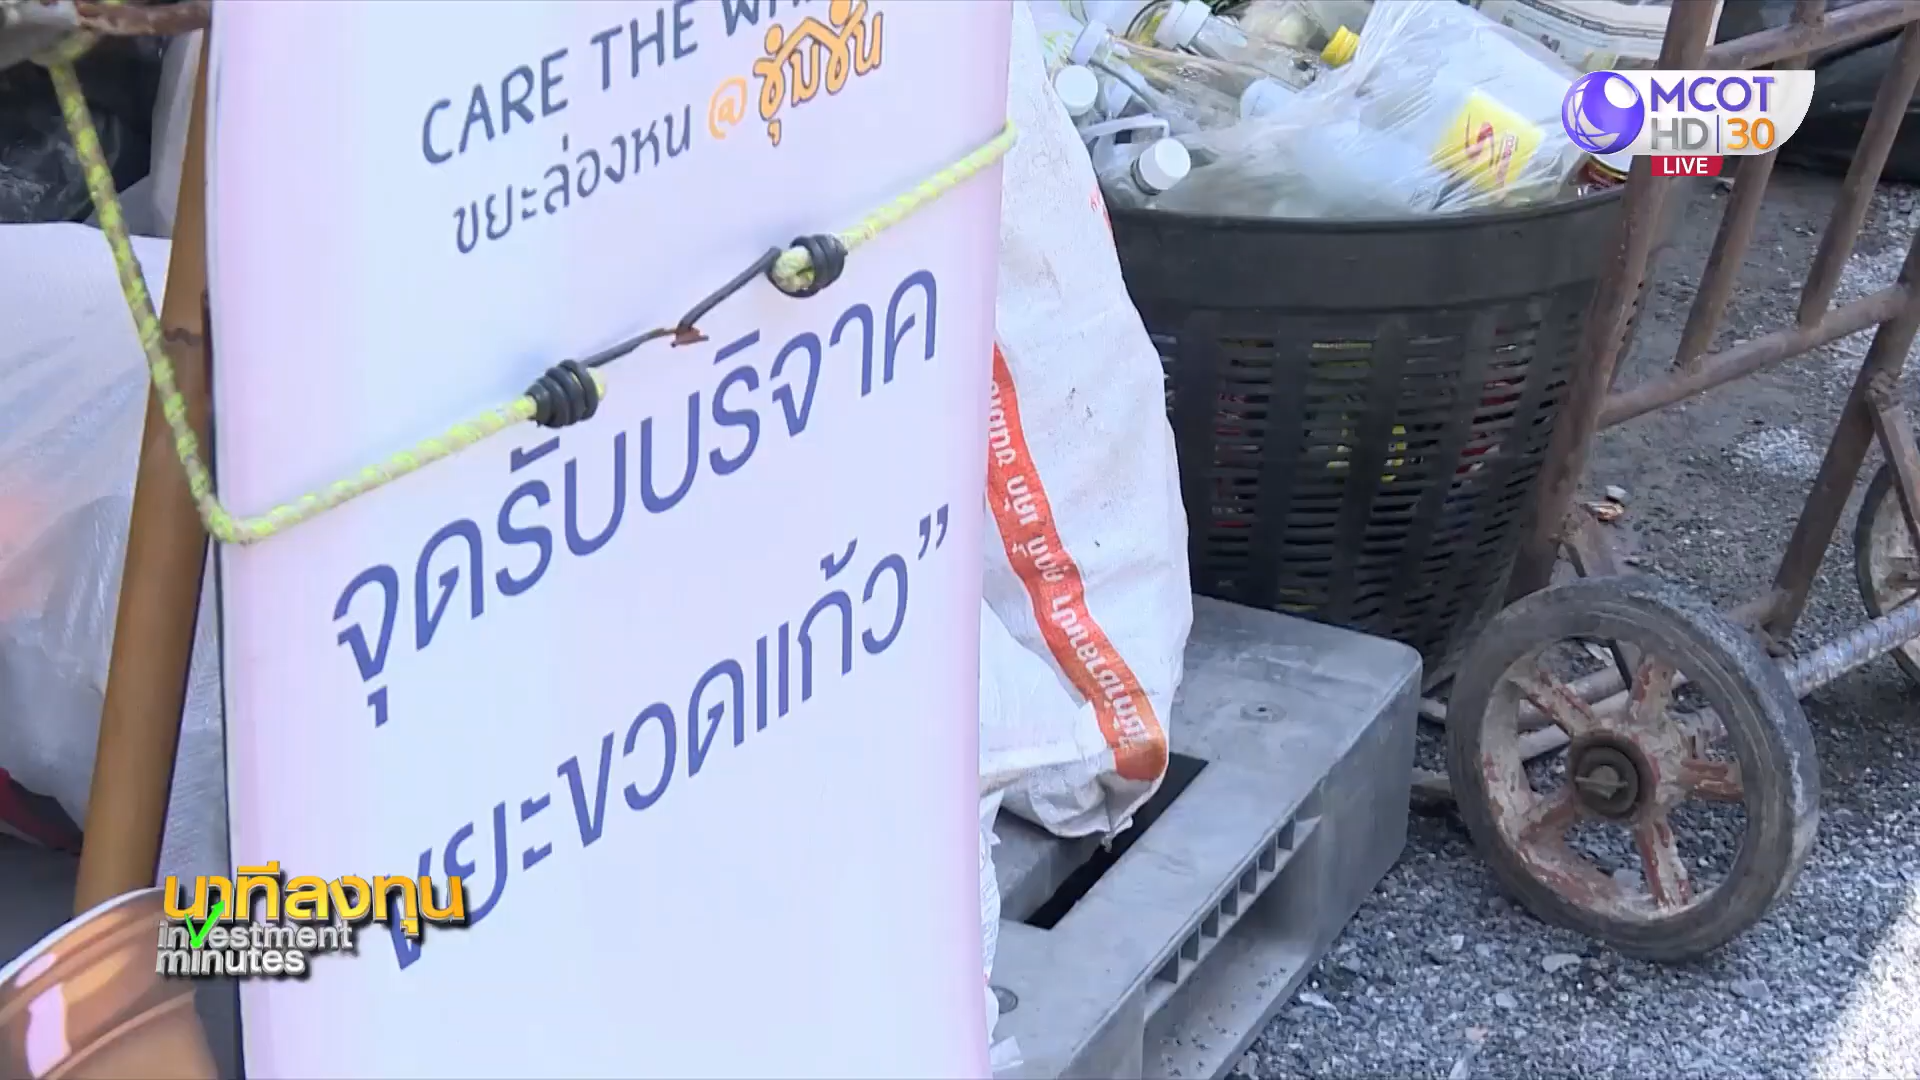 CARE THE
ขยะล่องหน @ชุมชน
จุดรับบริจาค
ขยะขวดแก้ว”
MCOT
HD 30
LIVE
นาทีลงทุน
investment
minutes